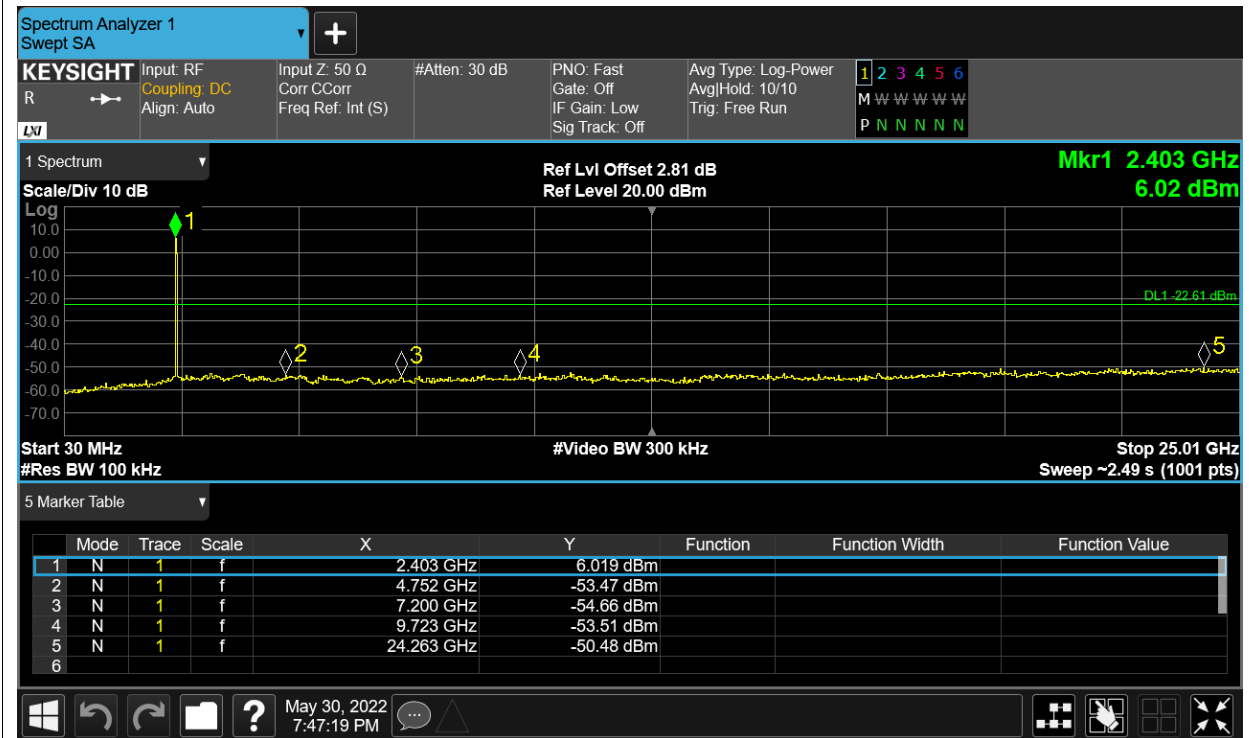 Spectrum Analyzer 1
Swept SA
+
KEYSIGHT Input: RF Input Z: 50 Ω #Atten: 30 dB PNO: Fast Avg Type: Log-Power 1 2 3 4 5 6
R Coupling: DC Corr CCorr Gate: Off Avg|Hold: 10/10 M W W W W W
Align: Auto Freq Ref: Int (S) IF Gain: Low Trig: Free Run
LXI Sig Track: Off P N N N N N
1 Spectrum Ref Lvl Offset 2.81 dB Mkr1 2.403 GHz
Scale/Div 10 dB Ref Level 20.00 dBm 6.02 dBm
Log
1
10.0
0.00
-10.0
-20.0 DL1 -22.61 dBm
-30.0
-40.0
2 3 4 5
-50.0
-60.0
-70.0
Start 30 MHz #Video BW 300 kHz Stop 25.01 GHz
#Res BW 100 kHz Sweep ~2.49 s (1001 pts)
5 Marker Table
Mode Trace Scale X Y Function Function Width Function Value
1 N 1 f 2.403 GHz 6.019 dBm
2 N 1 f 4.752 GHz -53.47 dBm
3 N 1 f 7.200 GHz -54.66 dBm
4 N 1 f 9.723 GHz -53.51 dBm
5 N 1 f 24.263 GHz -50.48 dBm
6
? May 30, 2022
7:47:19 PM